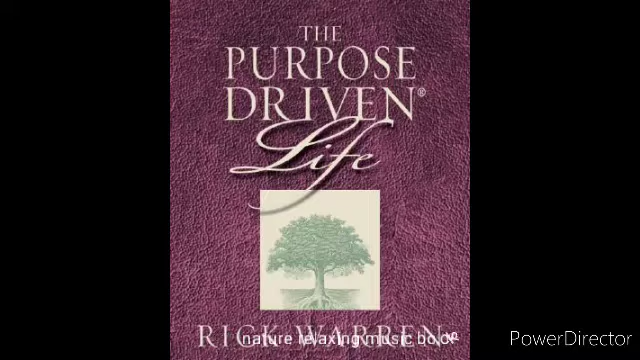 THE
PURPOSE
DRIVEN®
Life
RICK WARREN
nature relaxing music
PowerDirector